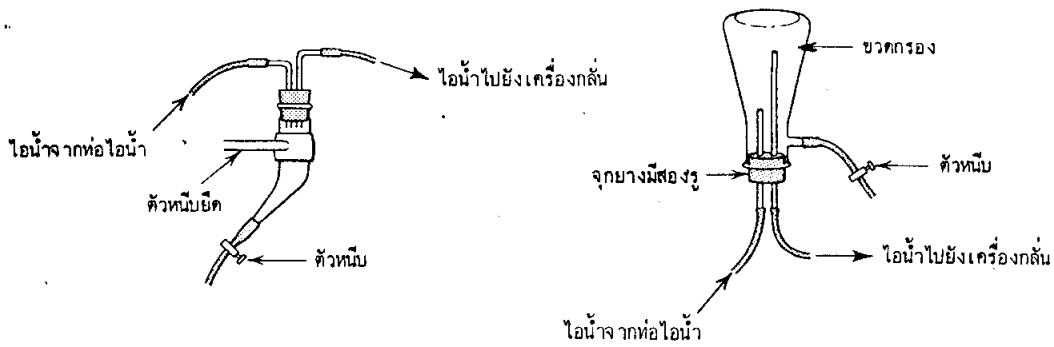 ไอน้ำไปยังเครื่องกลั่น
ไอน้ำจากท่อไอน้ำ
ตัวหนีบยึด
ตัวหนีบ
ขวดกรอง
ตัวหนีบ
จุกยางมีสองรู
ไอน้ำไปยังเครื่องกลั่น
ไอน้ำจากท่อไอน้ำ